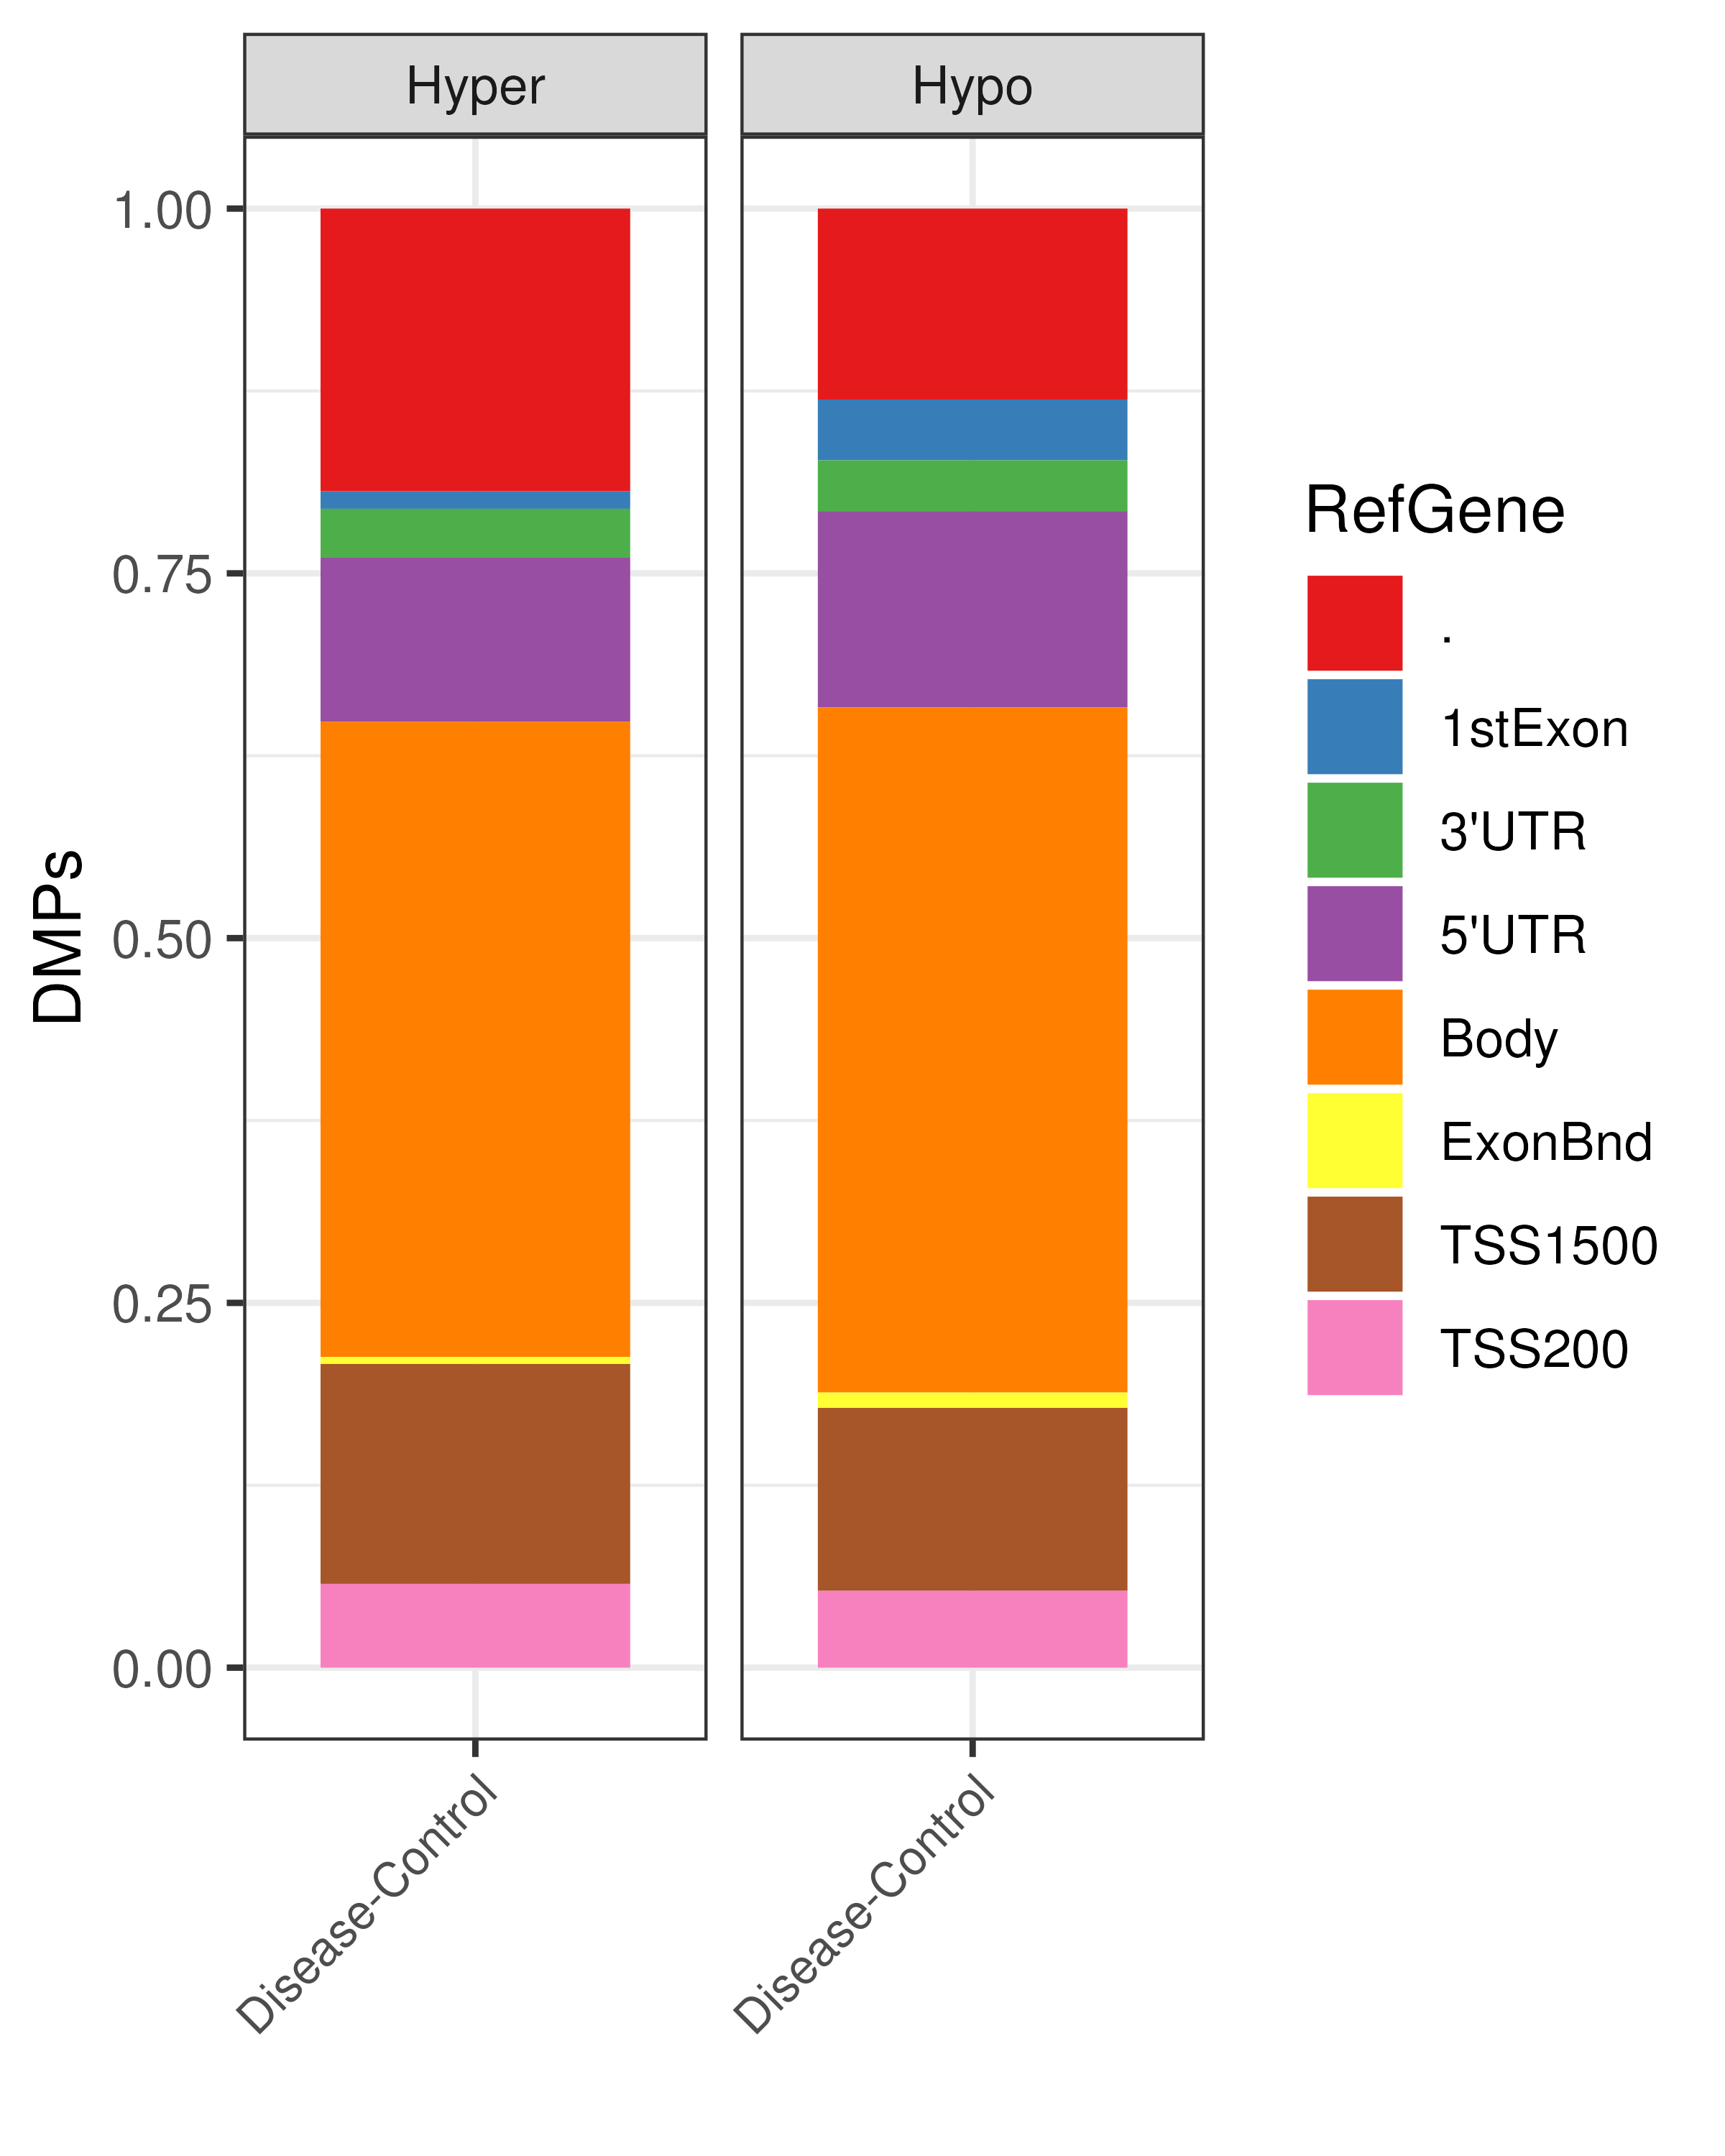 Hyper
Hypo
1.00
0.75
0.50
0.25
0.00
DMPs
Disease-Control
Disease-Control
RefGene
.
1stExon
3'UTR
5'UTR
Body
ExonBnd
TSS1500
TSS200